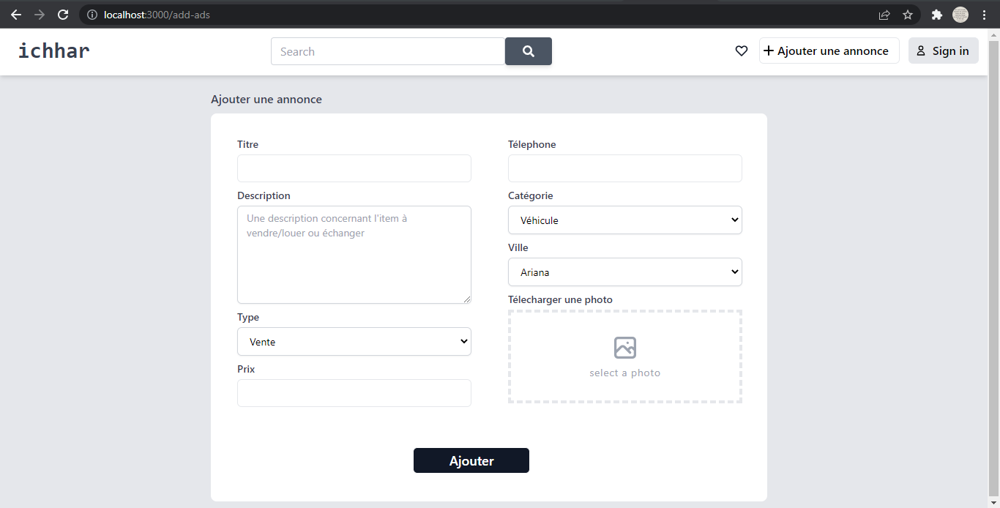 localhost:3000/add-ads
ichhar
Search
Ajouter une annonce
Sign in
Ajouter une annonce
Titre
Télephone
Description
Catégorie
Une description concernant l'item à
vendre/louer ou échanger
Véhicule
Ville
Ariana
Télecharger une photo
Type
Vente
select a photo
Prix
Ajouter